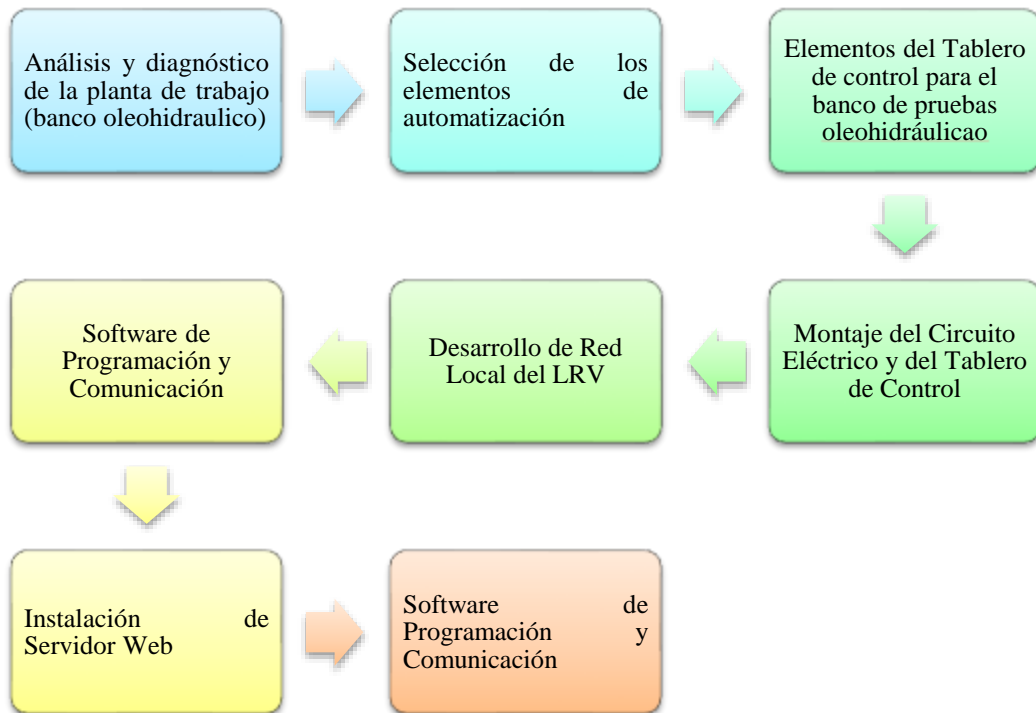 Análisis y diagnóstico
de la planta de trabajo
(banco oleohidraulico)
Selección de los
elementos de
automatización
Elementos del Tablero
de control para el
banco de pruebas
oleohidráulicao
Montaje del Circuito
Eléctrico y del Tablero
de Control
Desarrollo de Red
Local del LRV
Software de
Programación y
Comunicación
Instalación de
Servidor Web
Software de
Programación y
Comunicación